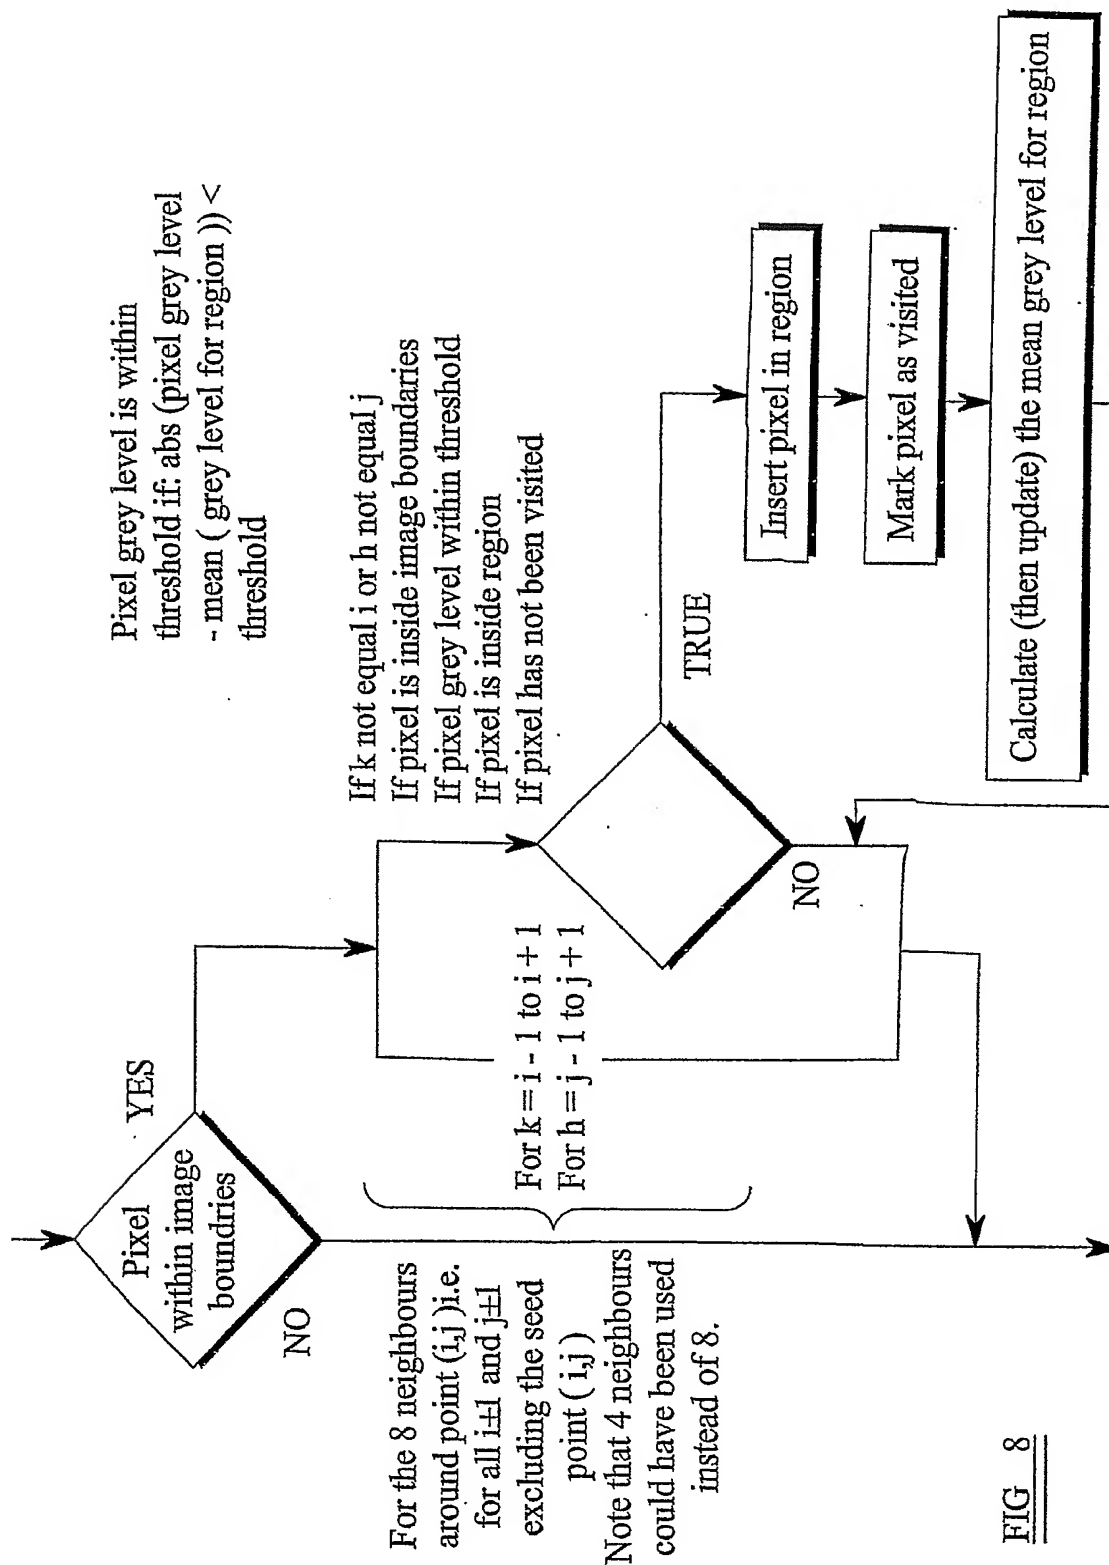 Pixel
within image
boundries
YES
NO
For the 8 neighbours
around point (i,j)i.e.
for all i±1 and j±1
excluding the seed
point ( i,j )
Note that 4 neighbours
could have been used
instead of 8.
For k = i - 1 to i + 1
For h = j - 1 to j + 1
If k not equal i or h not equal j
If pixel is inside image boundaries
If pixel grey level within threshold
If pixel is inside region
If pixel has not been visited
Pixel grey level is within
threshold if: abs (pixel grey level
- mean ( grey level for region )) <
threshold
TRUE
NO
Insert pixel in region
Mark pixel as visited
Calculate (then update) the mean grey level for region
FIG 8